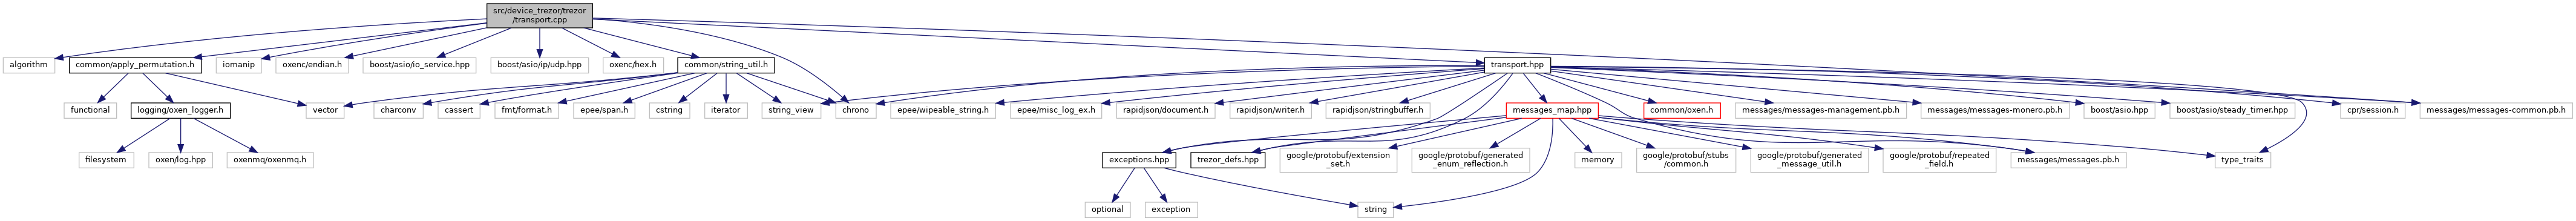 src/device_trezor/trezor
/transport.cpp
algorithm
common/apply_permutation.h
iomanip
oxenc/endian.h
boost/asio/io_service.hpp
boost/asio/ip/udp.hpp
oxenc/hex.h
common/string_util.h
transport.hpp
functional
logging/oxen_logger.h
vector
charconv
cassert
fmt/format.h
epee/span.h
cstring
iterator
string_view
chrono
epee/wipeable_string.h
epee/misc_log_ex.h
rapidjson/document.h
rapidjson/writer.h
rapidjson/stringbuffer.h
messages_map.hpp
common/oxen.h
messages/messages-management.pb.h
messages/messages-monero.pb.h
boost/asio.hpp
boost/asio/steady_timer.hpp
cpr/session.h
messages/messages-common.pb.h
filesystem
oxen/log.hpp
oxenmq/oxenmq.h
exceptions.hpp
trezor_defs.hpp
google/protobuf/extension
_set.h
google/protobuf/generated
_enum_reflection.h
memory
google/protobuf/stubs
/common.h
google/protobuf/generated
_message_util.h
google/protobuf/repeated
_field.h
messages/messages.pb.h
type_traits
optional
exception
string